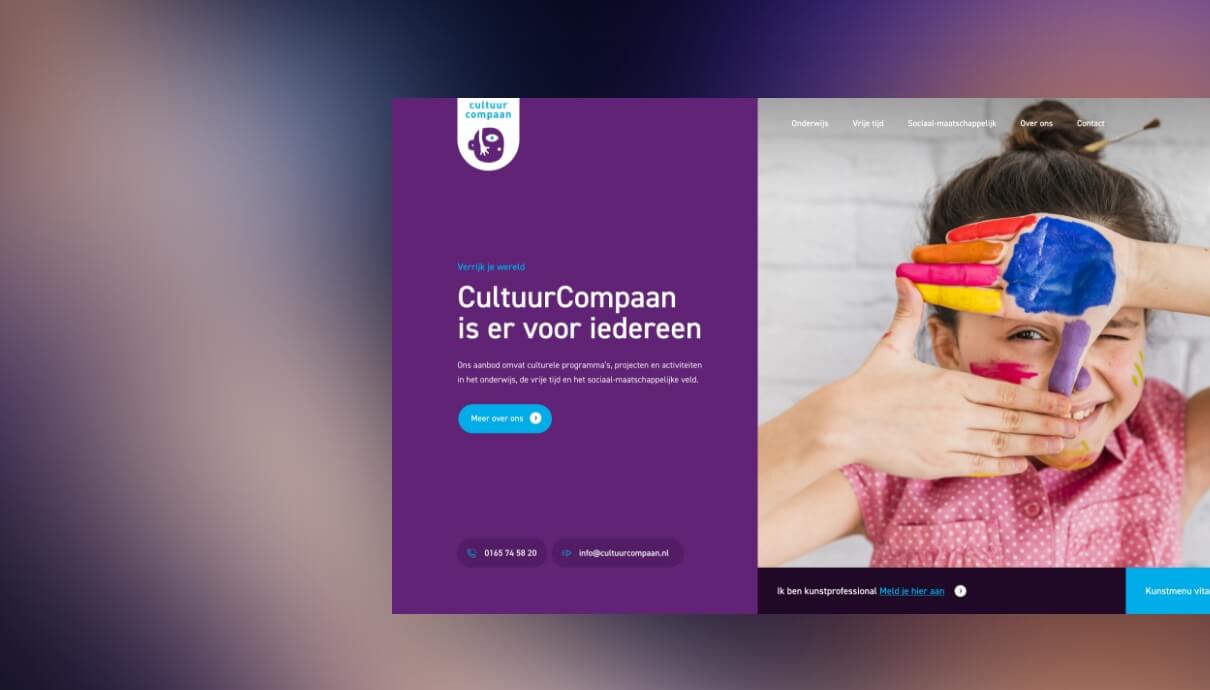 cultuur
compaan
Onderwijs Vrije tijd Sociaal-maatschappelijk Over ons Contact
Verrijk je wereld
CultuurCompaan
is er voor iedereen
Ons aanbod omvat culturele programma's, projecten en activiteiten
in het onderwijs, de vrije tijd en het sociaal-maatschappelijke veld.
Meer over ons
0165 74 58 20 info@cultuurcompaan.nl
Ik ben kunstprofessional Meld je hier aan
Kunstmenu vita